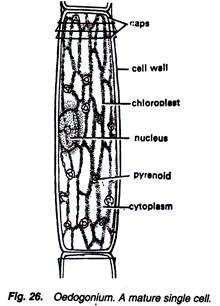 caps
cell wall
chloroplast
nucleus
pyrenoid
cytoplasm
Fig. 26. Oedogonium. A mature single cell.